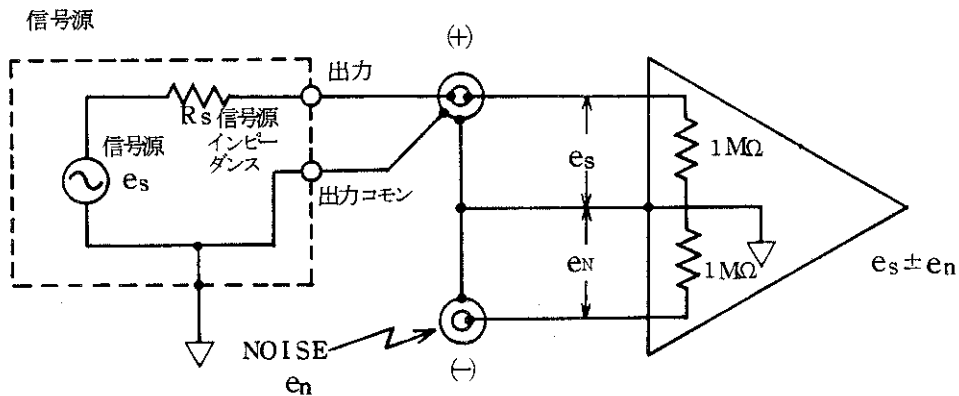 信号源
(+)
出力
Rs 信号源
インピー
ダンス
信号源
es
出力コモン
es
1MΩ
eN
1MΩ
es±en
NOISE
en
(−)